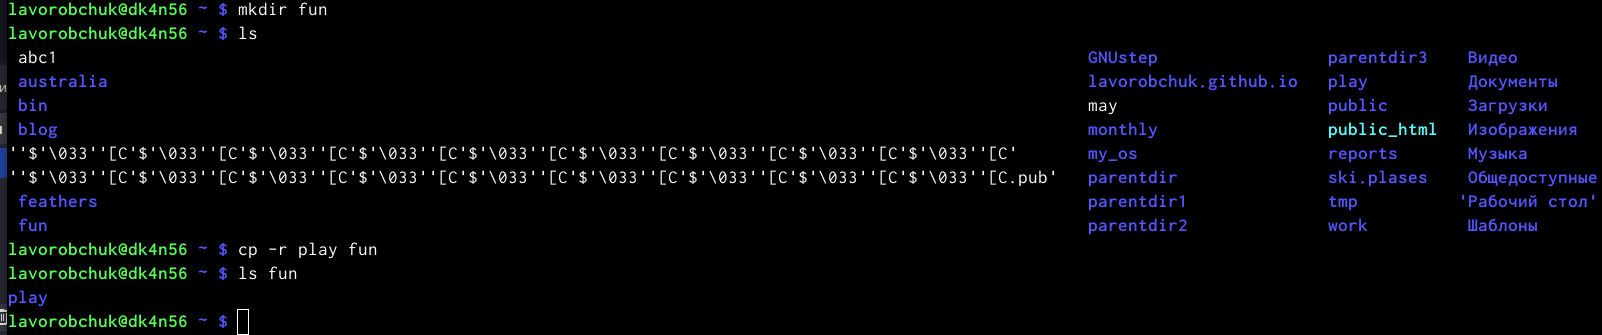 lavorobchuk@dk4n56 ~ $ mkdir fun
lavorobchuk@dk4n56 ~ $ ls
abc1 GNUstep parentdir3 Видео
australia lavorobchuk.github.io play Документы
bin may public Загрузки
blog monthly public_html Изображения
''$'\033''[C'$'\033''[C'$'\033''[C'$'\033''[C'$'\033''[C'$'\033''[C'$'\033''[C'$'\033''[C'$'\033''[C' my_os reports Музыка
''$'\033''[C'$'\033''[C'$'\033''[C'$'\033''[C'$'\033''[C'$'\033''[C'$'\033''[C'$'\033''[C'$'\033''[C.pub' parentdir ski.plases Общедоступные
feathers parentdir1 tmp 'Рабочий стол'
fun parentdir2 work Шаблоны
lavorobchuk@dk4n56 ~ $ cp -r play fun
lavorobchuk@dk4n56 ~ $ ls fun
play
lavorobchuk@dk4n56 ~ $